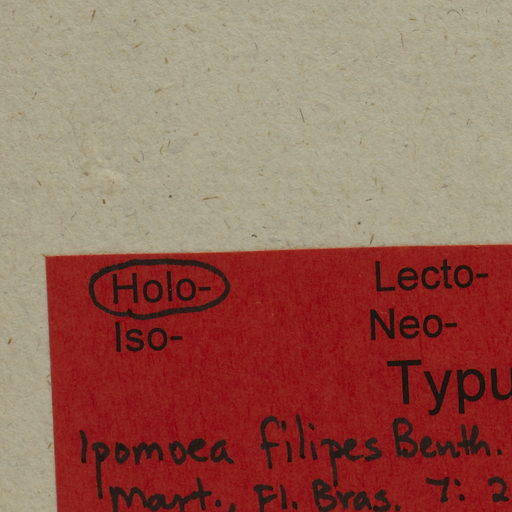 Holo- Lecto-
Iso- Neo-
Typu
Ipomoea filipes Benth.
Mart., Fl. Bras. 7: 2